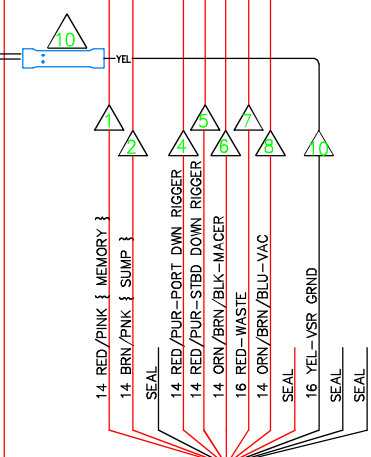 10
YEL
1
2
4
5
6
7
8
10
14 RED/PINK { MEMORY }
14 BRN/PNK { SUMP }
SEAL
14 RED/PUR-PORT DWN RIGGER
14 RED/PUR-STBD DOWN RIGGER
14 ORN/BRN/BLK-MACER
16 RED-WASTE
14 ORN/BRN/BLU-VAC
SEAL
16 YEL-VSR GRND
SEAL
SEAL